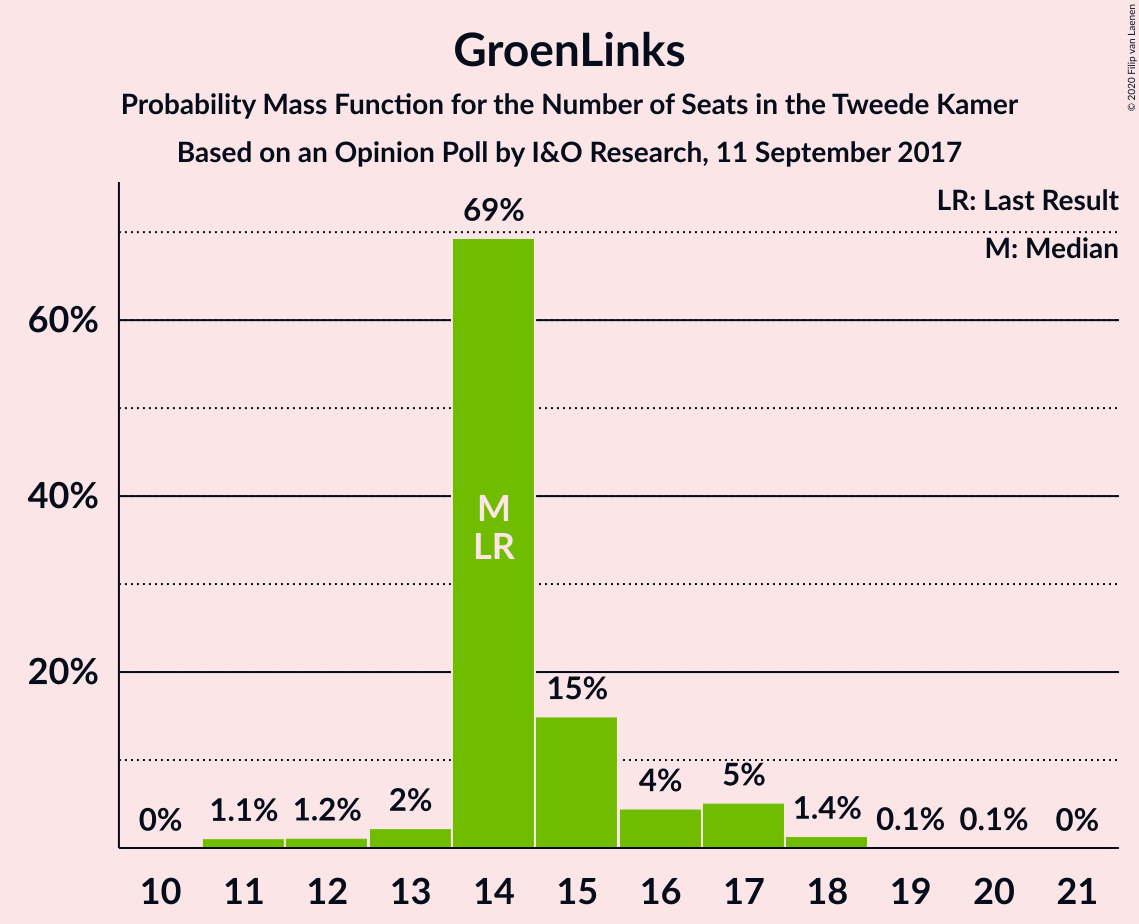 GroenLinks
Probability Mass Function for the Number of Seats in the Tweede Kamer
Based on an Opinion Poll by I&O Research, 11 September 2017
© 2020 Filip van Laenen
LR: Last Result
M: Median
60%
40%
20%
0%
1.1%
1.2%
2%
69%
M
LR
15%
4%
5%
1.4%
0.1%
0.1%
0%
10 11 12 13 14 15 16 17 18 19 20 21